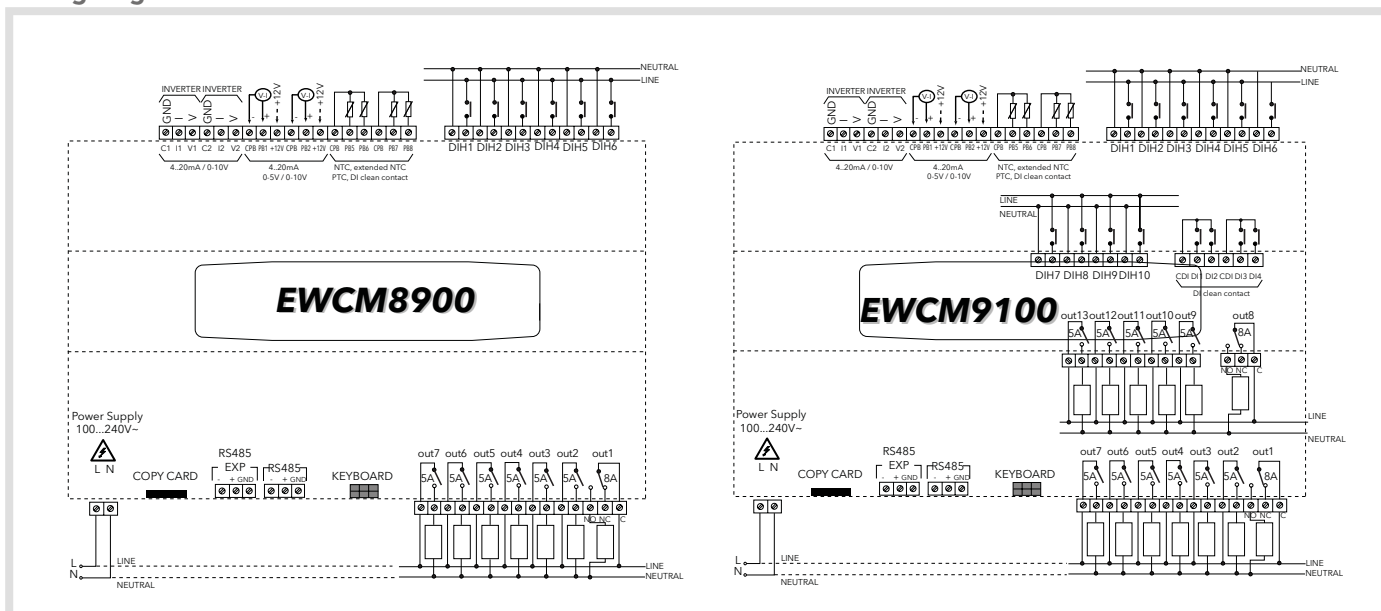 NEUTRAL
LINE
INVERTER INVERTER
GND I V GND I V
V-I V-I
- + +12V - + +12V
C1 I1 V1 C2 I2 V2 CPB PB1 +12V CPB PB2 +12V CPB PB5 PB6 CPB PB7 PB8
DIH1 DIH2 DIH3 DIH4 DIH5 DIH6
4..20mA / 0-10V
4..20mA
0-5V / 0-10V
NTC, extended NTC
PTC, DI clean contact
EWCM8900
Power Supply
100...240V~
L N
COPY CARD
RS485
EXP
- + GND
RS485
- + GND
KEYBOARD
out7 out6 out5 out4 out3 out2 out1
5A 5A 5A 5A 5A 5A 8A
NO NC C
L
N
LINE
NEUTRAL
LINE
NEUTRAL
NEUTRAL
LINE
INVERTER INVERTER
GND I V GND I V
V-I V-I
- + +12V - + +12V
C1 I1 V1 C2 I2 V2 CPB PB1 +12V CPB PB2 +12V CPB PB5 PB6 CPB PB7 PB8
DIH1 DIH2 DIH3 DIH4 DIH5 DIH6
4..20mA / 0-10V
4..20mA
0-5V / 0-10V
NTC, extended NTC
PTC, DI clean contact
LINE
NEUTRAL
DIH7 DIH8 DIH9 DIH10
CDI DI1 DI2 CDI DI3 DI4
DI clean contact
EWCM9100
out13 out12 out11 out10 out9 out8
5A 5A 5A 5A 5A 8A
NO NC C
LINE
NEUTRAL
Power Supply
100...240V~
L N
COPY CARD
RS485
EXP
- + GND
RS485
- + GND
KEYBOARD
out7 out6 out5 out4 out3 out2 out1
5A 5A 5A 5A 5A 5A 8A
NO NC C
L
N
LINE
NEUTRAL
LINE
NEUTRAL